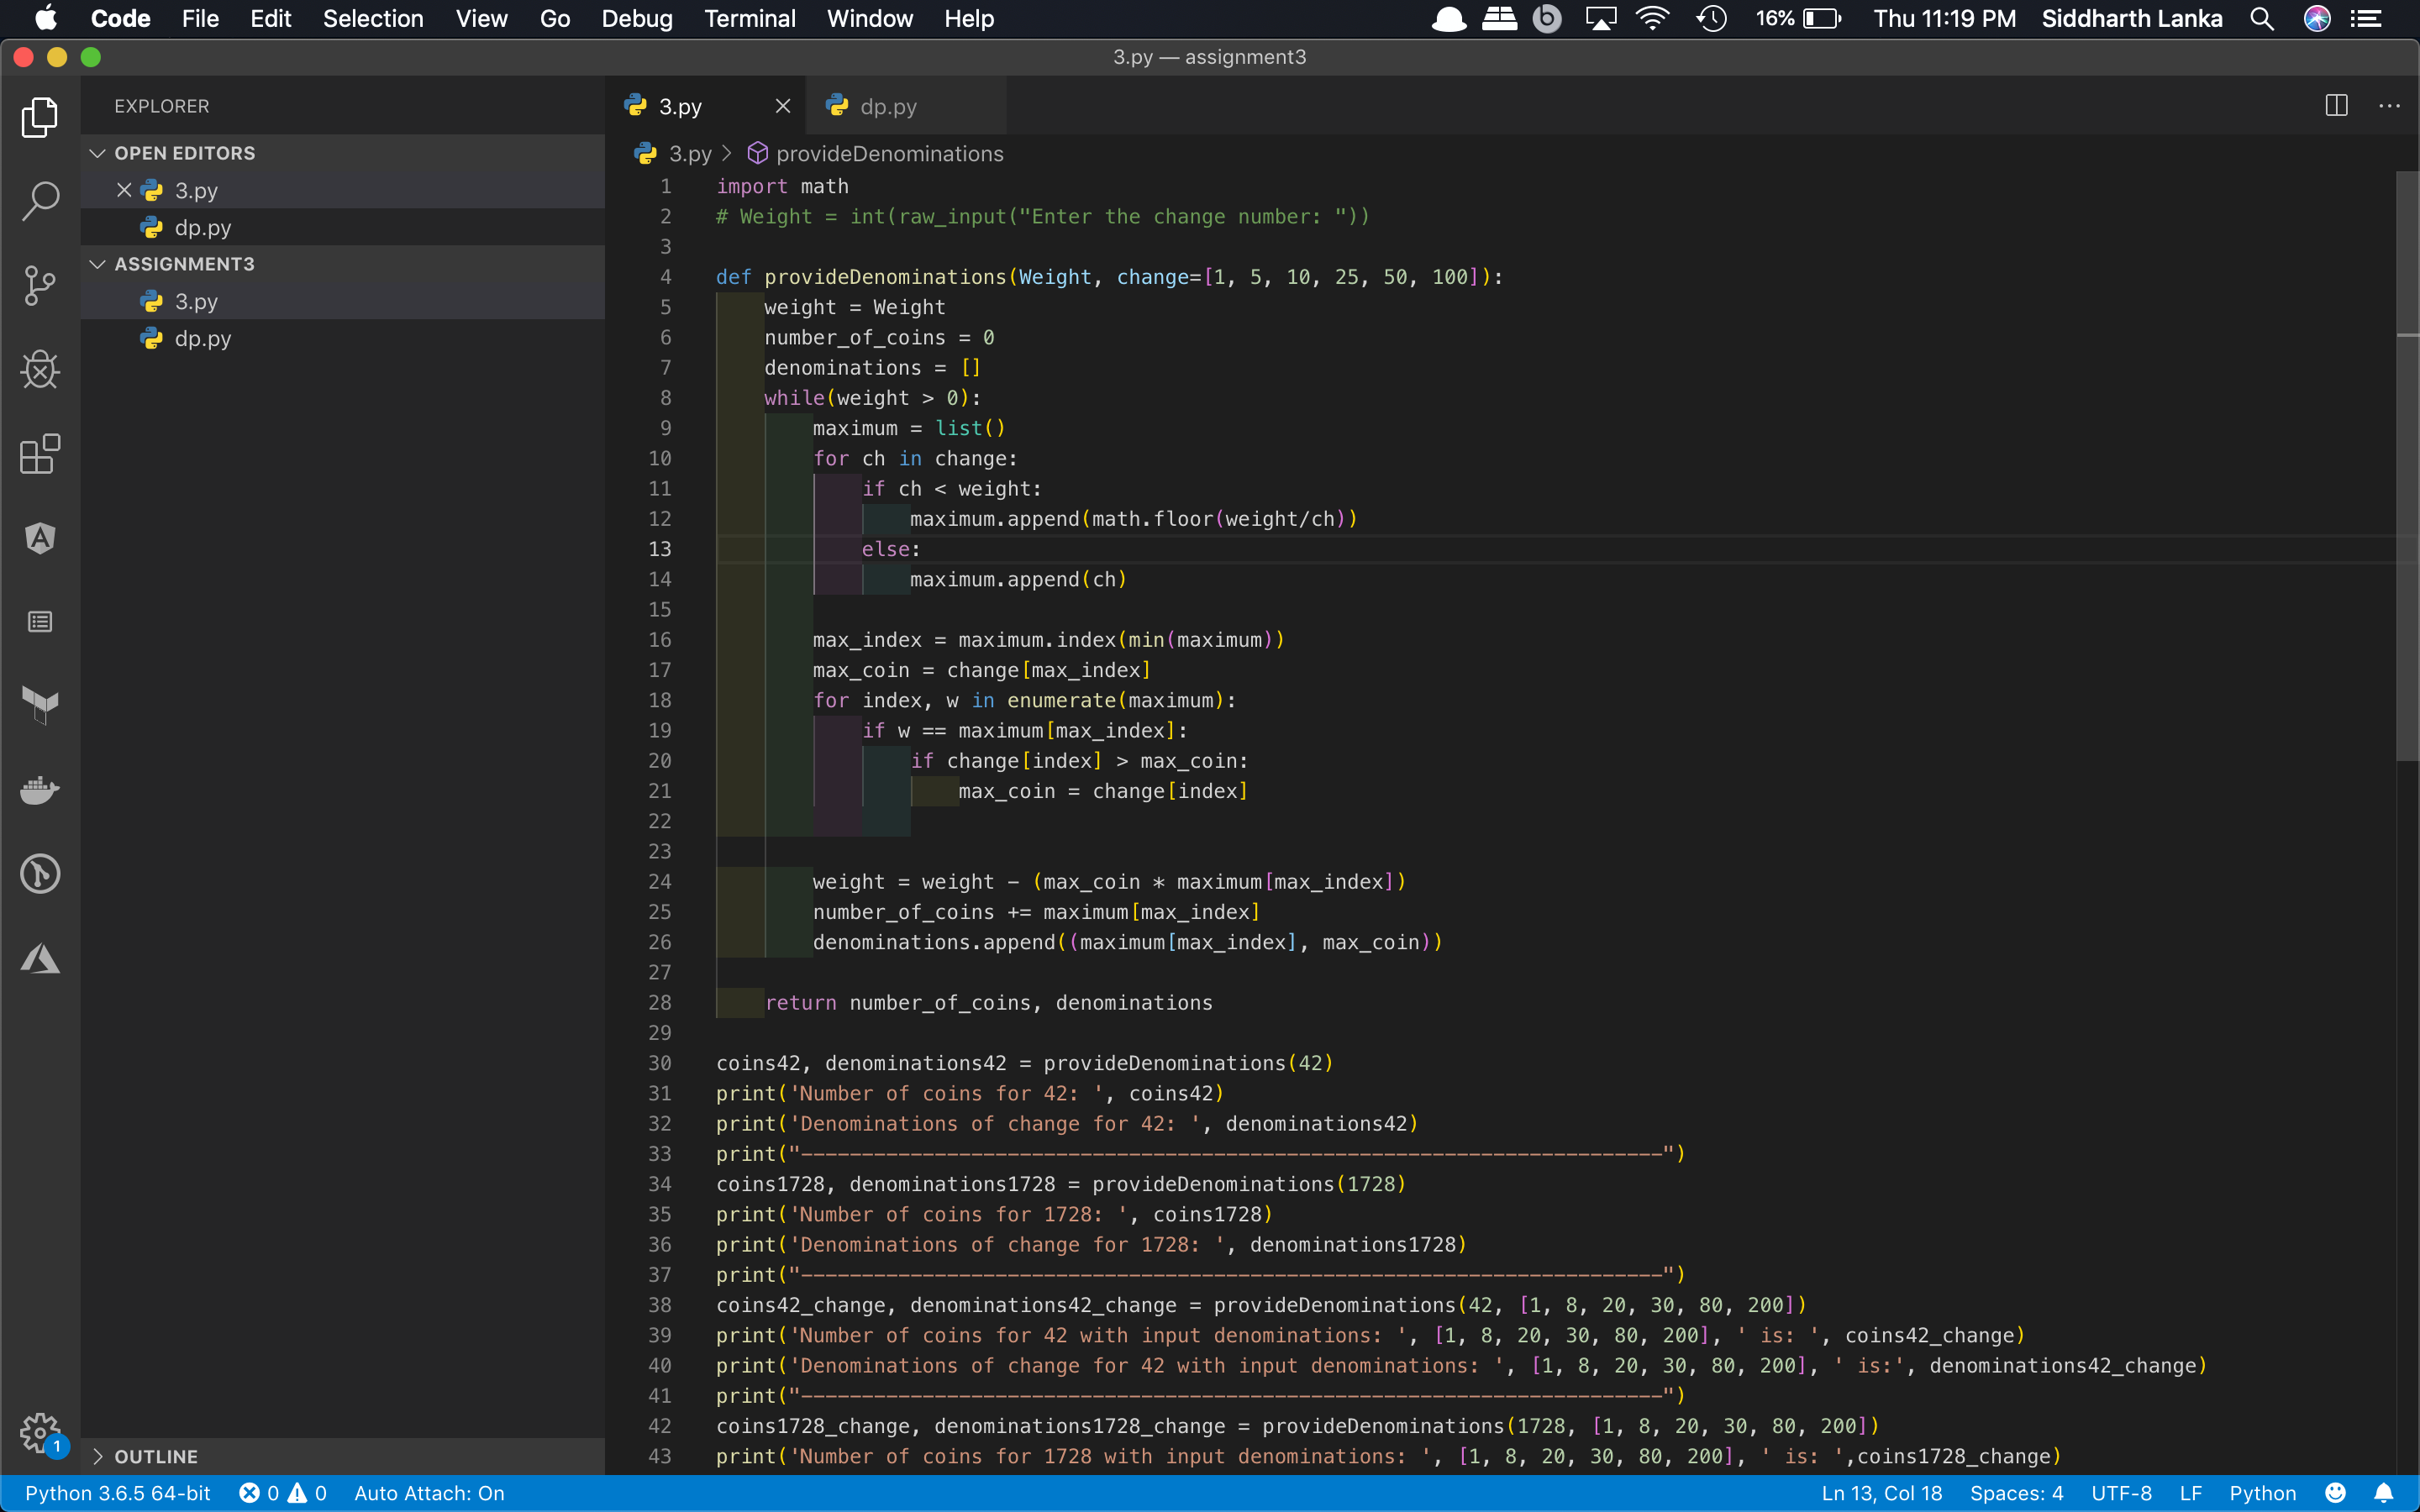 Code File Edit Selection View Go Debug Terminal Window Help 16% Thu 11:19 PM Siddharth Lanka
3.py — assignment3
EXPLORER
OPEN EDITORS
3.py
dp.py
ASSIGNMENT3
3.py
dp.py
OUTLINE
1
3.py dp.py
3.py > provideDenominations
1 import math
2 # Weight = int(raw_input("Enter the change number: "))
3
4 def provideDenominations(Weight, change=[1, 5, 10, 25, 50, 100]):
5 weight = Weight
6 number_of_coins = 0
7 denominations = []
8 while(weight > 0):
9 maximum = list()
10 for ch in change:
11 if ch < weight:
12 maximum.append(math.floor(weight/ch))
13 else:
14 maximum.append(ch)
15
16 max_index = maximum.index(min(maximum))
17 max_coin = change[max_index]
18 for index, w in enumerate(maximum):
19 if w == maximum[max_index]:
20 if change[index] > max_coin:
21 max_coin = change[index]
22
23
24 weight = weight - (max_coin * maximum[max_index])
25 number_of_coins += maximum[max_index]
26 denominations.append((maximum[max_index], max_coin))
27
28 return number_of_coins, denominations
29
30 coins42, denominations42 = provideDenominations(42)
31 print('Number of coins for 42: ', coins42)
32 print('Denominations of change for 42: ', denominations42)
33 print("-----------------------------------------------------------------------")
34 coins1728, denominations1728 = provideDenominations(1728)
35 print('Number of coins for 1728: ', coins1728)
36 print('Denominations of change for 1728: ', denominations1728)
37 print("-----------------------------------------------------------------------")
38 coins42_change, denominations42_change = provideDenominations(42, [1, 8, 20, 30, 80, 200])
39 print('Number of coins for 42 with input denominations: ', [1, 8, 20, 30, 80, 200], ' is: ', coins42_change)
40 print('Denominations of change for 42 with input denominations: ', [1, 8, 20, 30, 80, 200], ' is:', denominations42_change)
41 print("-----------------------------------------------------------------------")
42 coins1728_change, denominations1728_change = provideDenominations(1728, [1, 8, 20, 30, 80, 200])
43 print('Number of coins for 1728 with input denominations: ', [1, 8, 20, 30, 80, 200], ' is: ',coins1728_change)
Python 3.6.5 64-bit 0 0 Auto Attach: On Ln 13, Col 18 Spaces: 4 UTF-8 LF Python